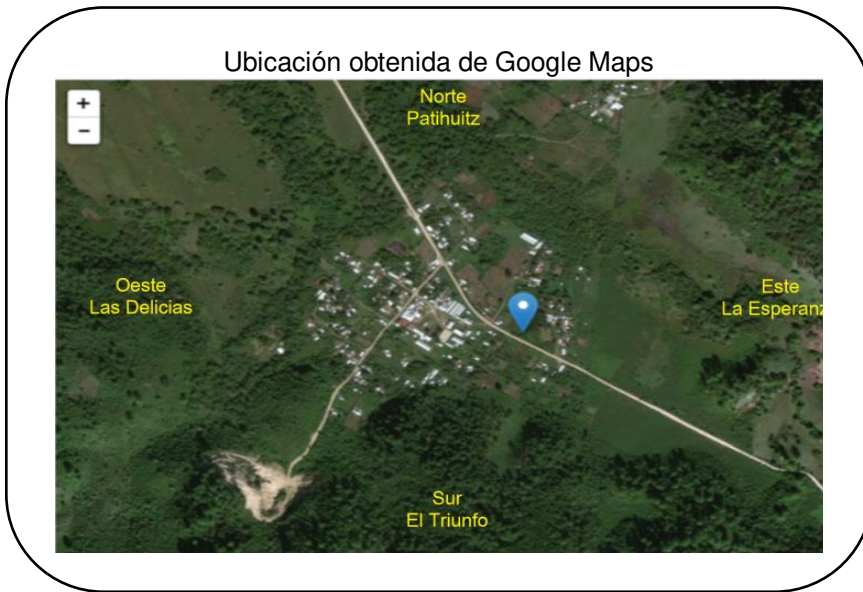 Ubicación obtenida de Google Maps
+
−
Norte
Patihuitz
Oeste
Las Delicias
Este
La Esperanz
Sur
El Triunfo